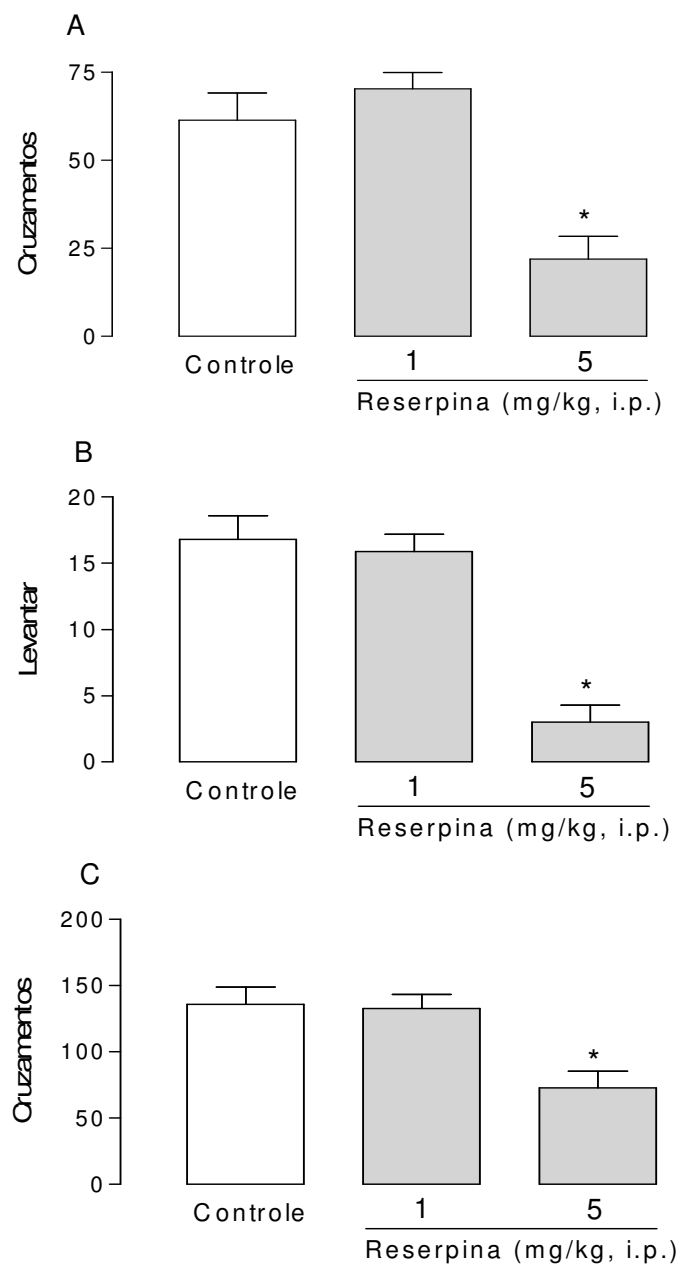 A
75
50
25
0
Cruzamentos
*
Controle
1
5
Reserpina (mg/kg, i.p.)
B
20
15
10
5
0
Levantar
*
Controle
1
5
Reserpina (mg/kg, i.p.)
C
200
150
100
50
0
Cruzamentos
*
Controle
1
5
Reserpina (mg/kg, i.p.)